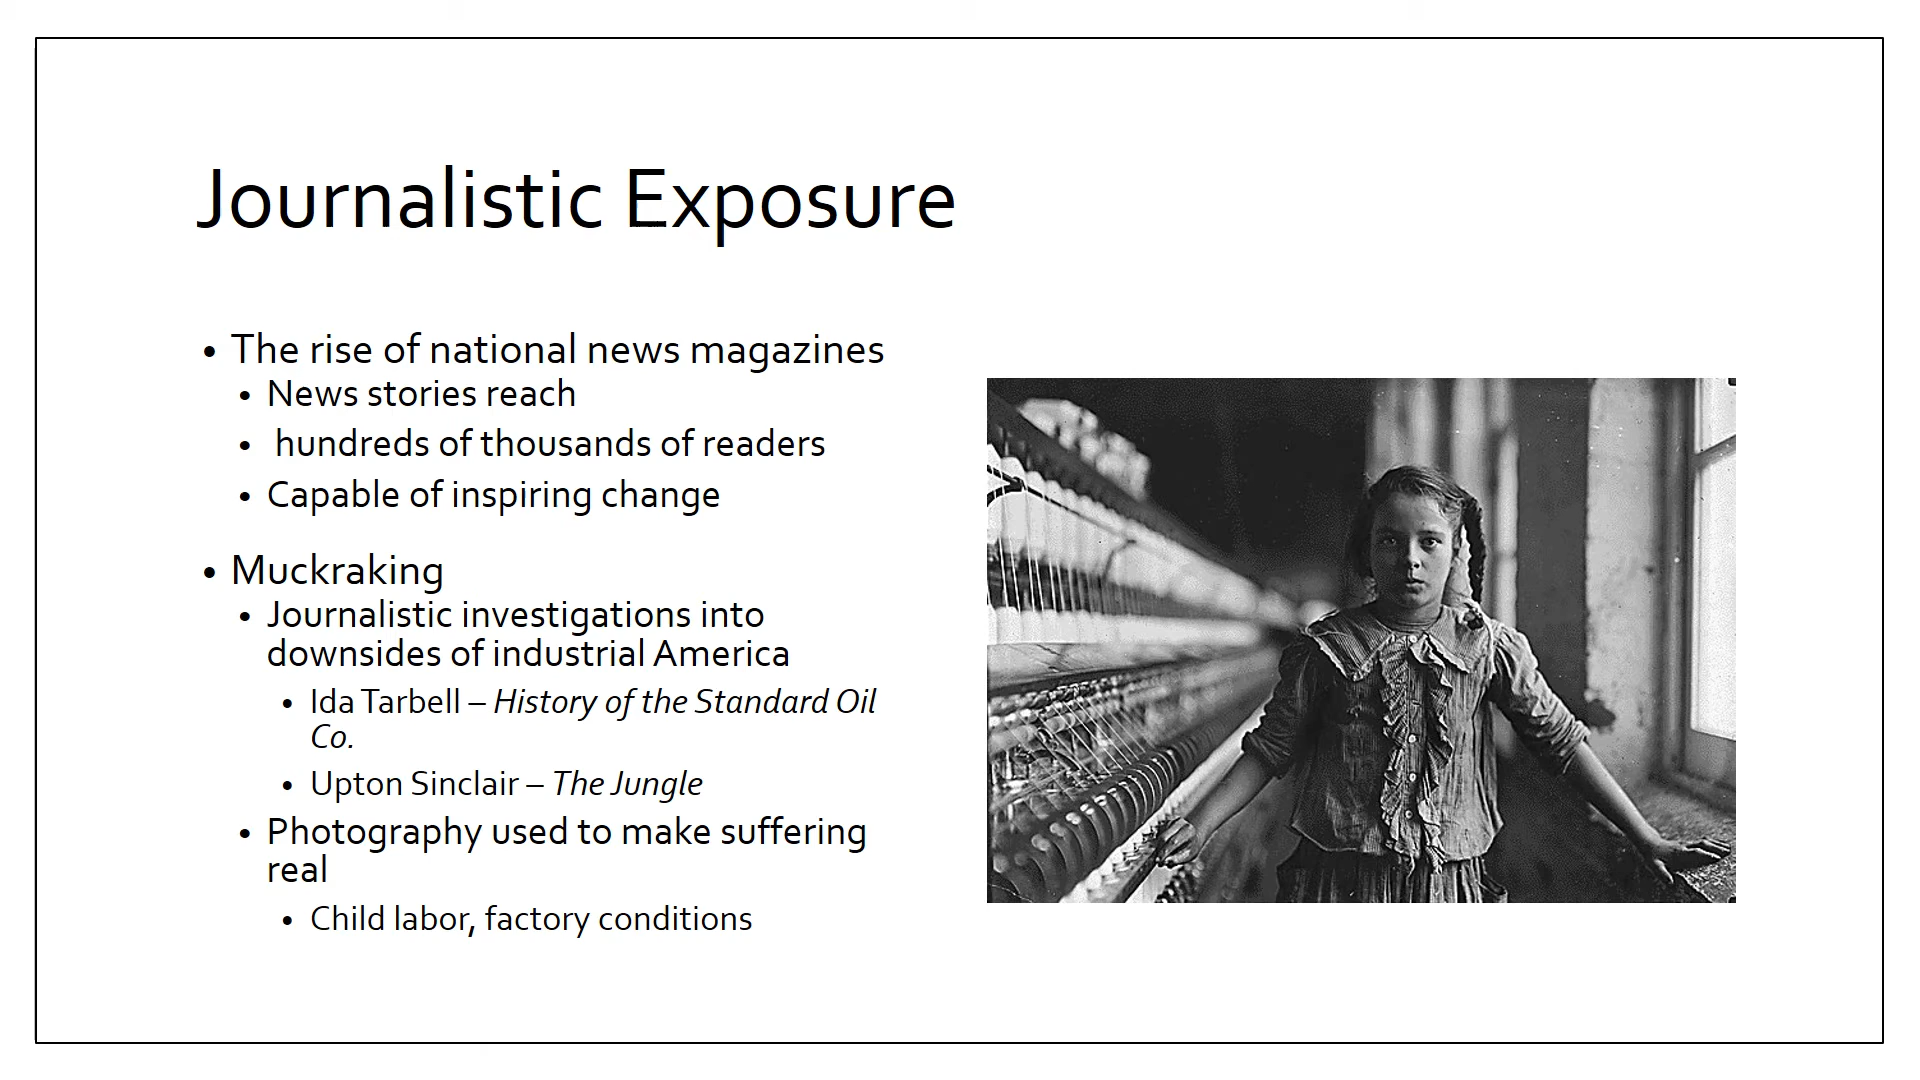 Journalistic Exposure
• The rise of national news magazines
• News stories reach
• hundreds of thousands of readers
• Capable of inspiring change
• Muckraking
• Journalistic investigations into
downsides of industrial America
• Ida Tarbell – History of the Standard Oil
Co.
• Upton Sinclair – The Jungle
• Photography used to make suffering
real
• Child labor, factory conditions